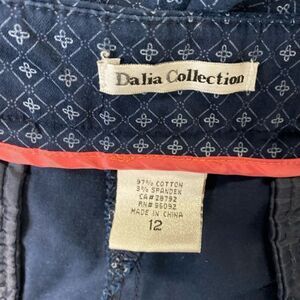 Dalia Collection
97% COTTON
3% SPANDEX
CA# 28792
RN# 96092
MADE IN CHINA
12